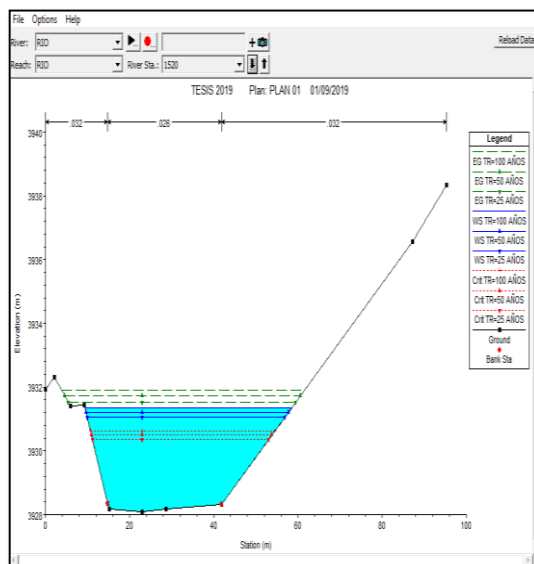 File Options Help
River: RIO
Reload Data
Reach: RIO River Sta.: 1520
TESIS 2019 Plan: PLAN 01 01/09/2019
.032 .026 .032
Legend
EG TR=100 AÑOS
EG TR=50 AÑOS
EG TR=25 AÑOS
WS TR=100 AÑOS
WS TR=50 AÑOS
WS TR=25 AÑOS
Crit TR=100 AÑOS
Crit TR=50 AÑOS
Crit TR=25 AÑOS
Ground
Bank Sta
Elevation (m)
3940
3938
3936
3934
3932
3930
3928
0 20 40 60 80 100
Station (m)